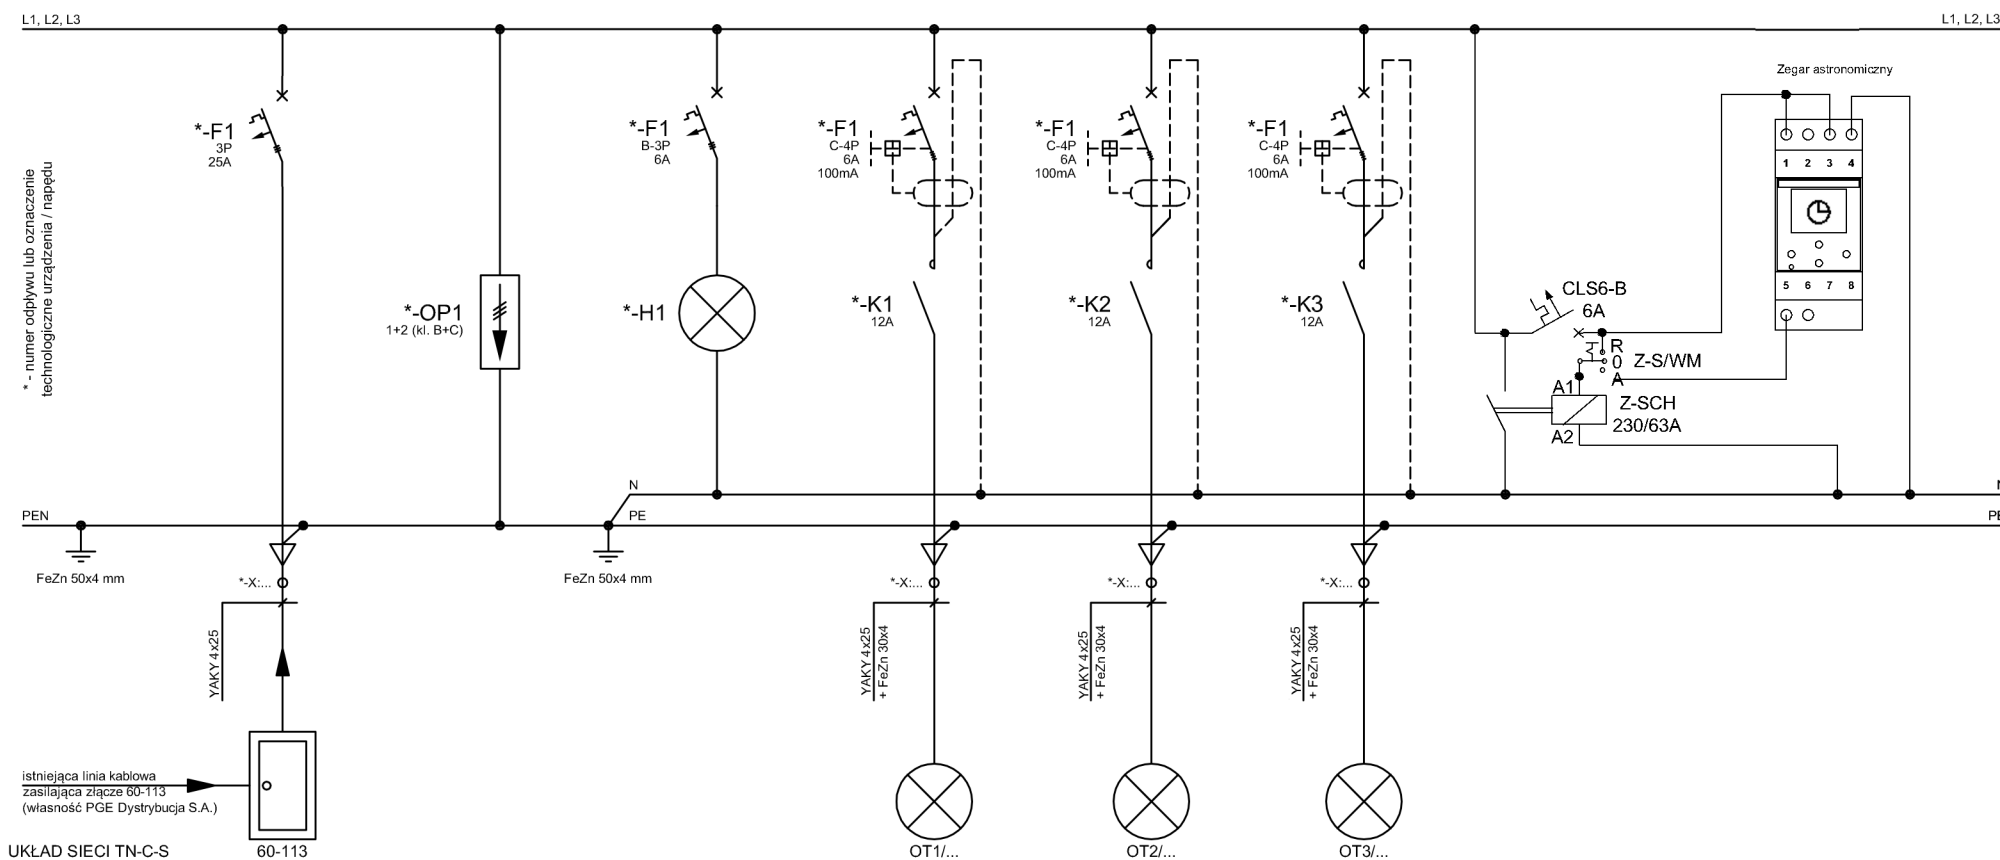 L1, L2, L3
L1, L2, L3
* - numer odpływu lub oznaczenie
technologiczne urządzenia / napędu
*-F1
3P
25A
*-OP1
1+2 (kl. B+C)
*-F1
B-3P
6A
*-H1
*-F1
C-4P
6A
100mA
*-K1
12A
*-F1
C-4P
6A
100mA
*-K2
12A
*-F1
C-4P
6A
100mA
*-K3
12A
Zegar astronomiczny
1 2 3 4
5 6 7 8
CLS6-B
6A
R
0
A
Z-S/WM
A1
A2
Z-SCH
230/63A
N
PEN
PE
FeZn 50x4 mm
FeZn 50x4 mm
*-X:...
*-X:...
*-X:...
*-X:...
YAKY 4x25
YAKY 4x25
+ FeZn 30x4
YAKY 4x25
+ FeZn 30x4
YAKY 4x25
+ FeZn 30x4
istniejąca linia kablowa
zasilająca złącze 60-113
(własność PGE Dystrybucja S.A.)
UKŁAD SIECI TN-C-S
60-113
OT1/...
OT2/...
OT3/...